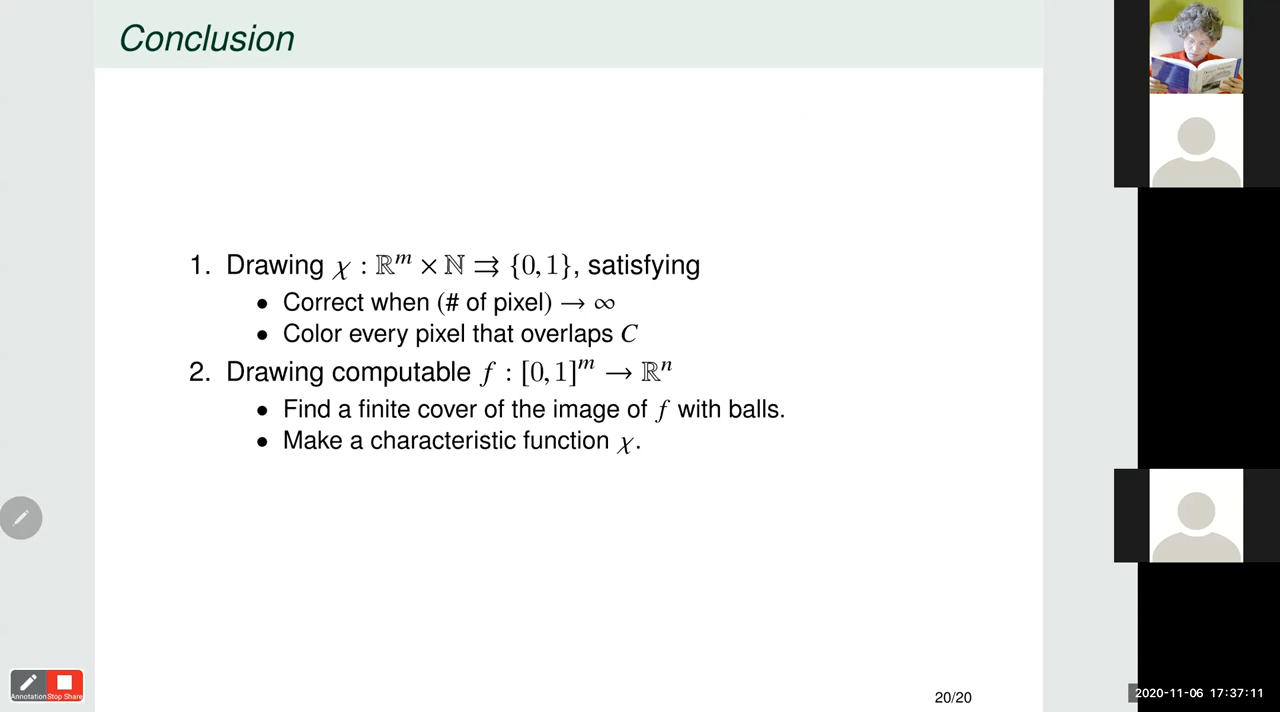 Conclusion
1. Drawing χ : ℝᵐ × ℕ ⇉ {0, 1}, satisfying
• Correct when (# of pixel) → ∞
• Color every pixel that overlaps C
2. Drawing computable f : [0, 1]ᵐ → ℝⁿ
• Find a finite cover of the image of f with balls.
• Make a characteristic function χ.
Annotation Stop Share
20/20
2020-11-06 17:37:11